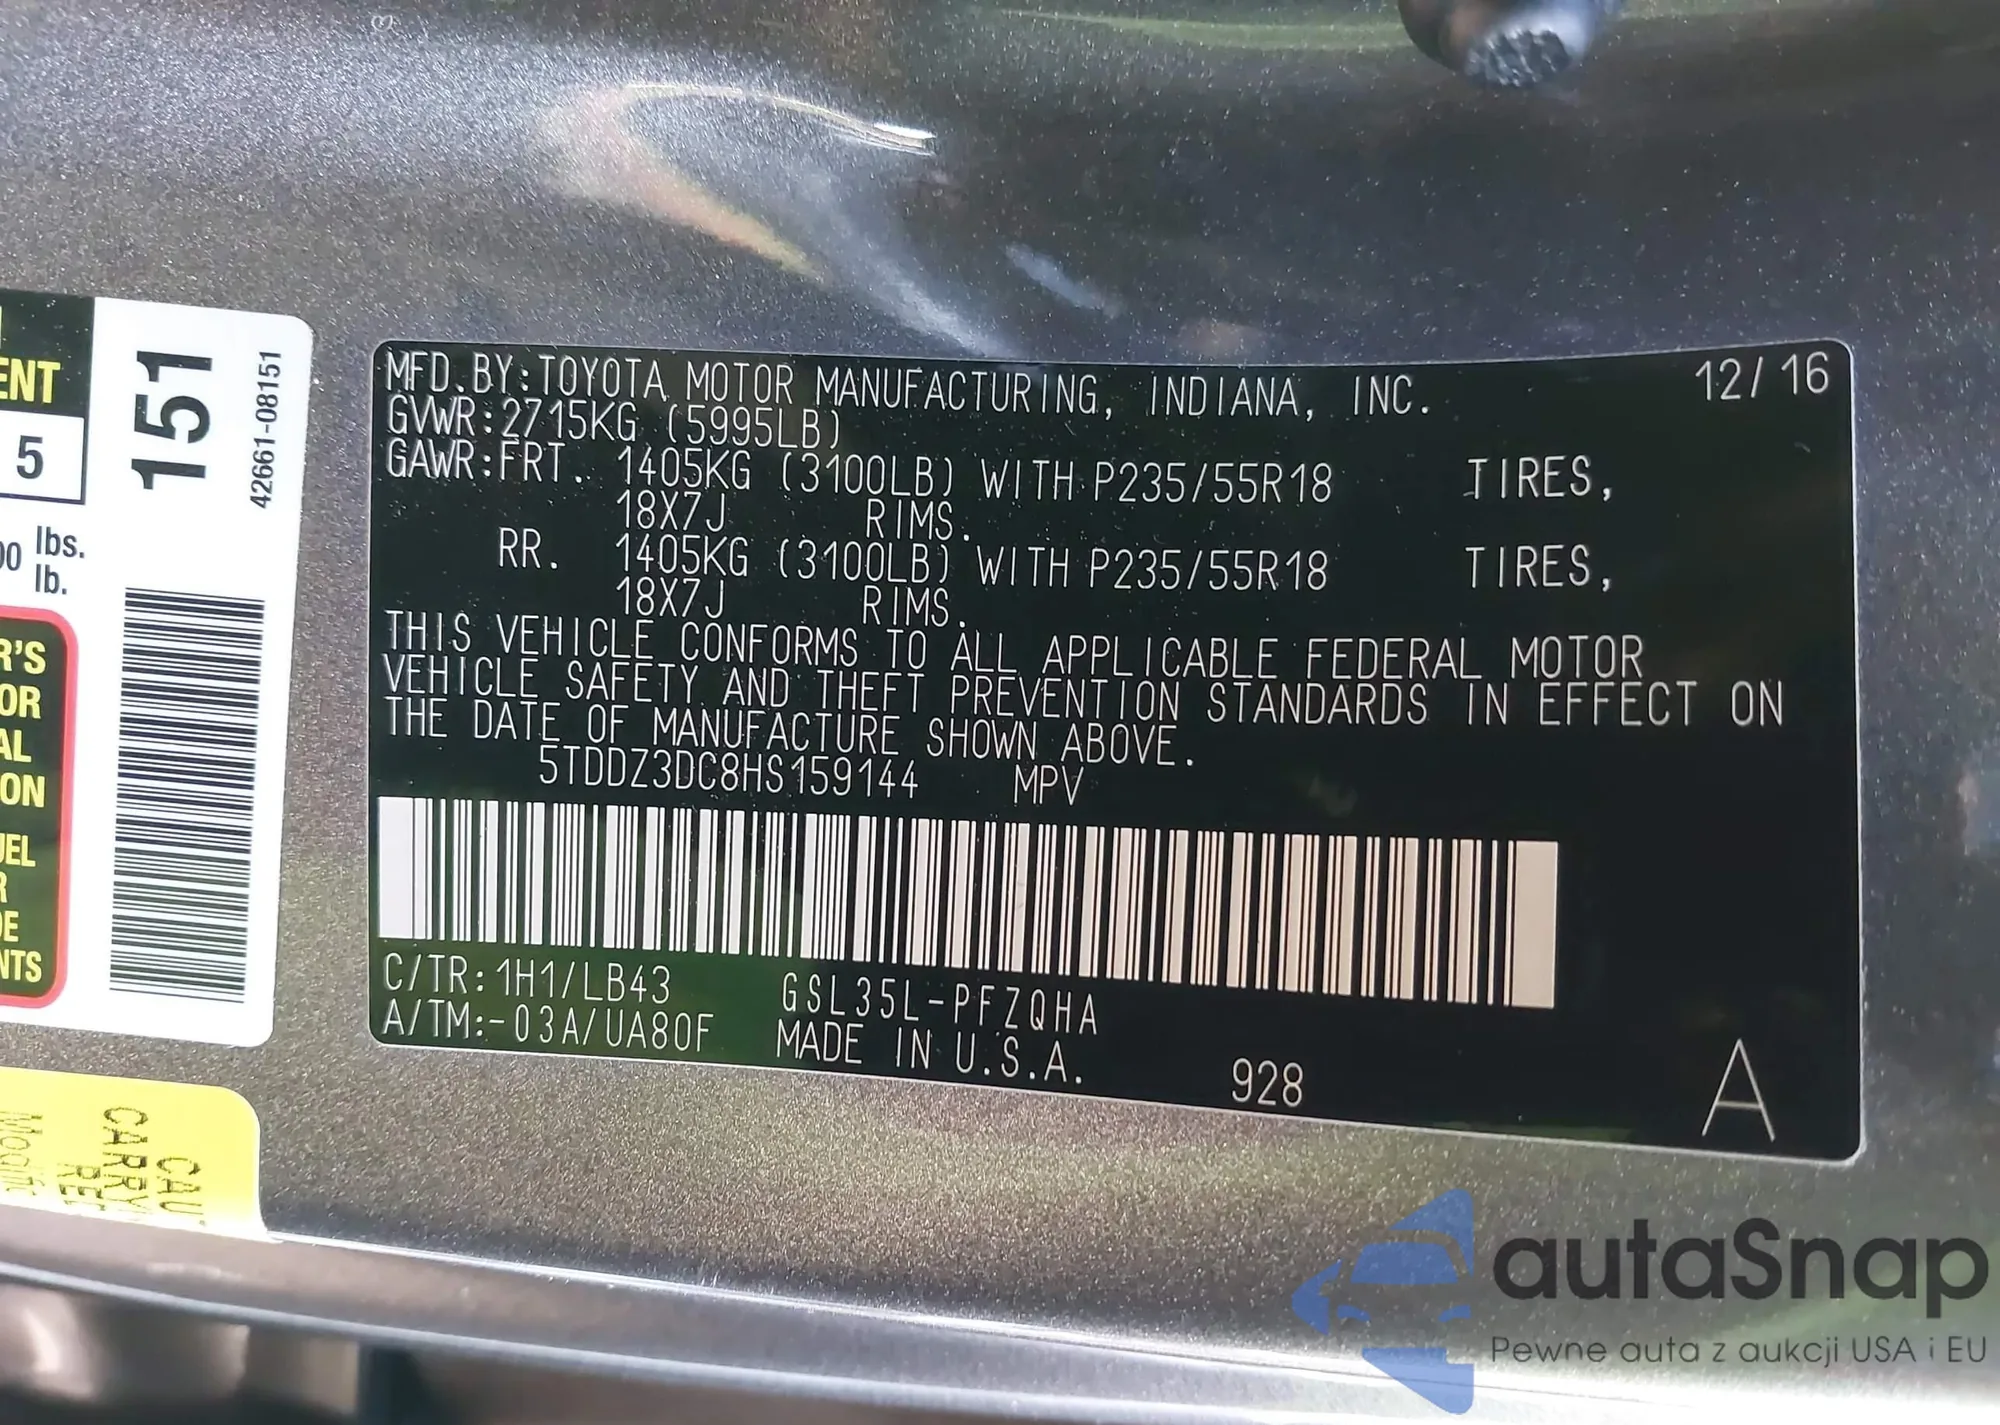 MFD.BY:TOYOTA MOTOR MANUFACTURING, INDIANA, INC. 12/16
GVWR:2715KG (5995LB)
GAWR:FRT. 1405KG (3100LB) WITH P235/55R18 TIRES,
18X7J RIMS.
RR. 1405KG (3100LB) WITH P235/55R18 TIRES,
18X7J RIMS.
THIS VEHICLE CONFORMS TO ALL APPLICABLE FEDERAL MOTOR
VEHICLE SAFETY AND THEFT PREVENTION STANDARDS IN EFFECT ON
THE DATE OF MANUFACTURE SHOWN ABOVE.
5TDDZ3DC8HS159144 MPV
C/TR:1H1/LB43 GSL35L-PFZQHA
A/TM:-03A/UA80F MADE IN U.S.A.
928
A
ENT
5
lbs.
lb.
151
42661-08151
autoSnap
Pewne auta z aukcji USA i EU